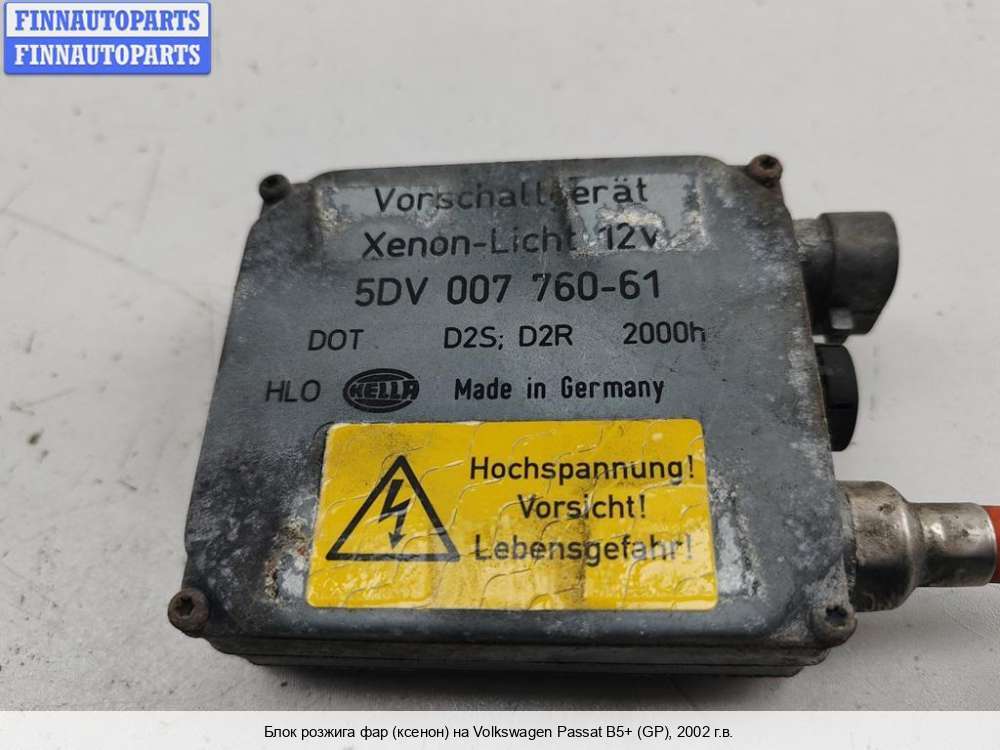 FINNAUTOPARTS
FINNAUTOPARTS
Vorschaltgerät
Xenon-Licht 12V
5DV 007 760-61
DOT D2S; D2R 2000h
HLO HELLA Made in Germany
Hochspannung!
Vorsicht!
Lebensgefahr!
Блок розжига фар (ксенон) на Volkswagen Passat B5+ (GP), 2002 г.в.